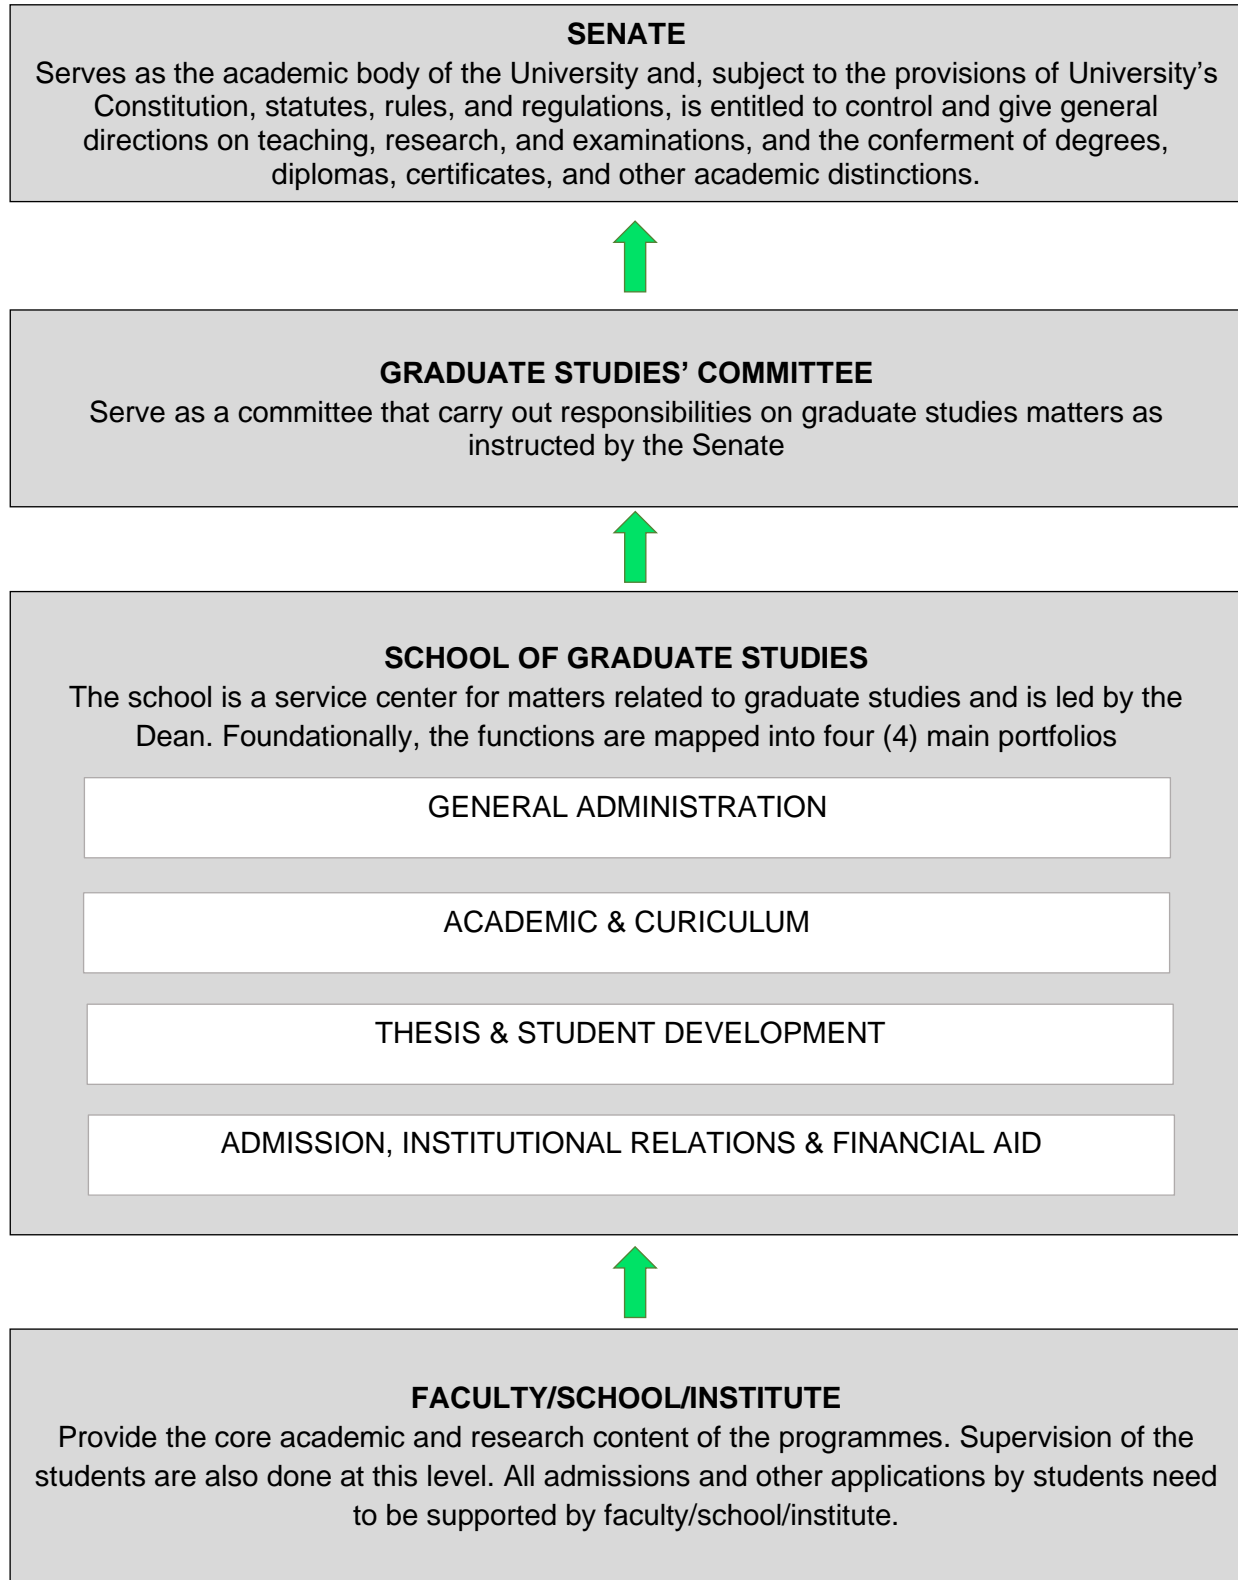 SENATE
Serves as the academic body of the University and, subject to the provisions of University’s
Constitution, statutes, rules, and regulations, is entitled to control and give general
directions on teaching, research, and examinations, and the conferment of degrees,
diplomas, certificates, and other academic distinctions.
GRADUATE STUDIES’ COMMITTEE
Serve as a committee that carry out responsibilities on graduate studies matters as
instructed by the Senate
SCHOOL OF GRADUATE STUDIES
The school is a service center for matters related to graduate studies and is led by the
Dean. Foundationally, the functions are mapped into four (4) main portfolios
GENERAL ADMINISTRATION
ACADEMIC & CURICULUM
THESIS & STUDENT DEVELOPMENT
ADMISSION, INSTITUTIONAL RELATIONS & FINANCIAL AID
FACULTY/SCHOOL/INSTITUTE
Provide the core academic and research content of the programmes. Supervision of the
students are also done at this level. All admissions and other applications by students need
to be supported by faculty/school/institute.